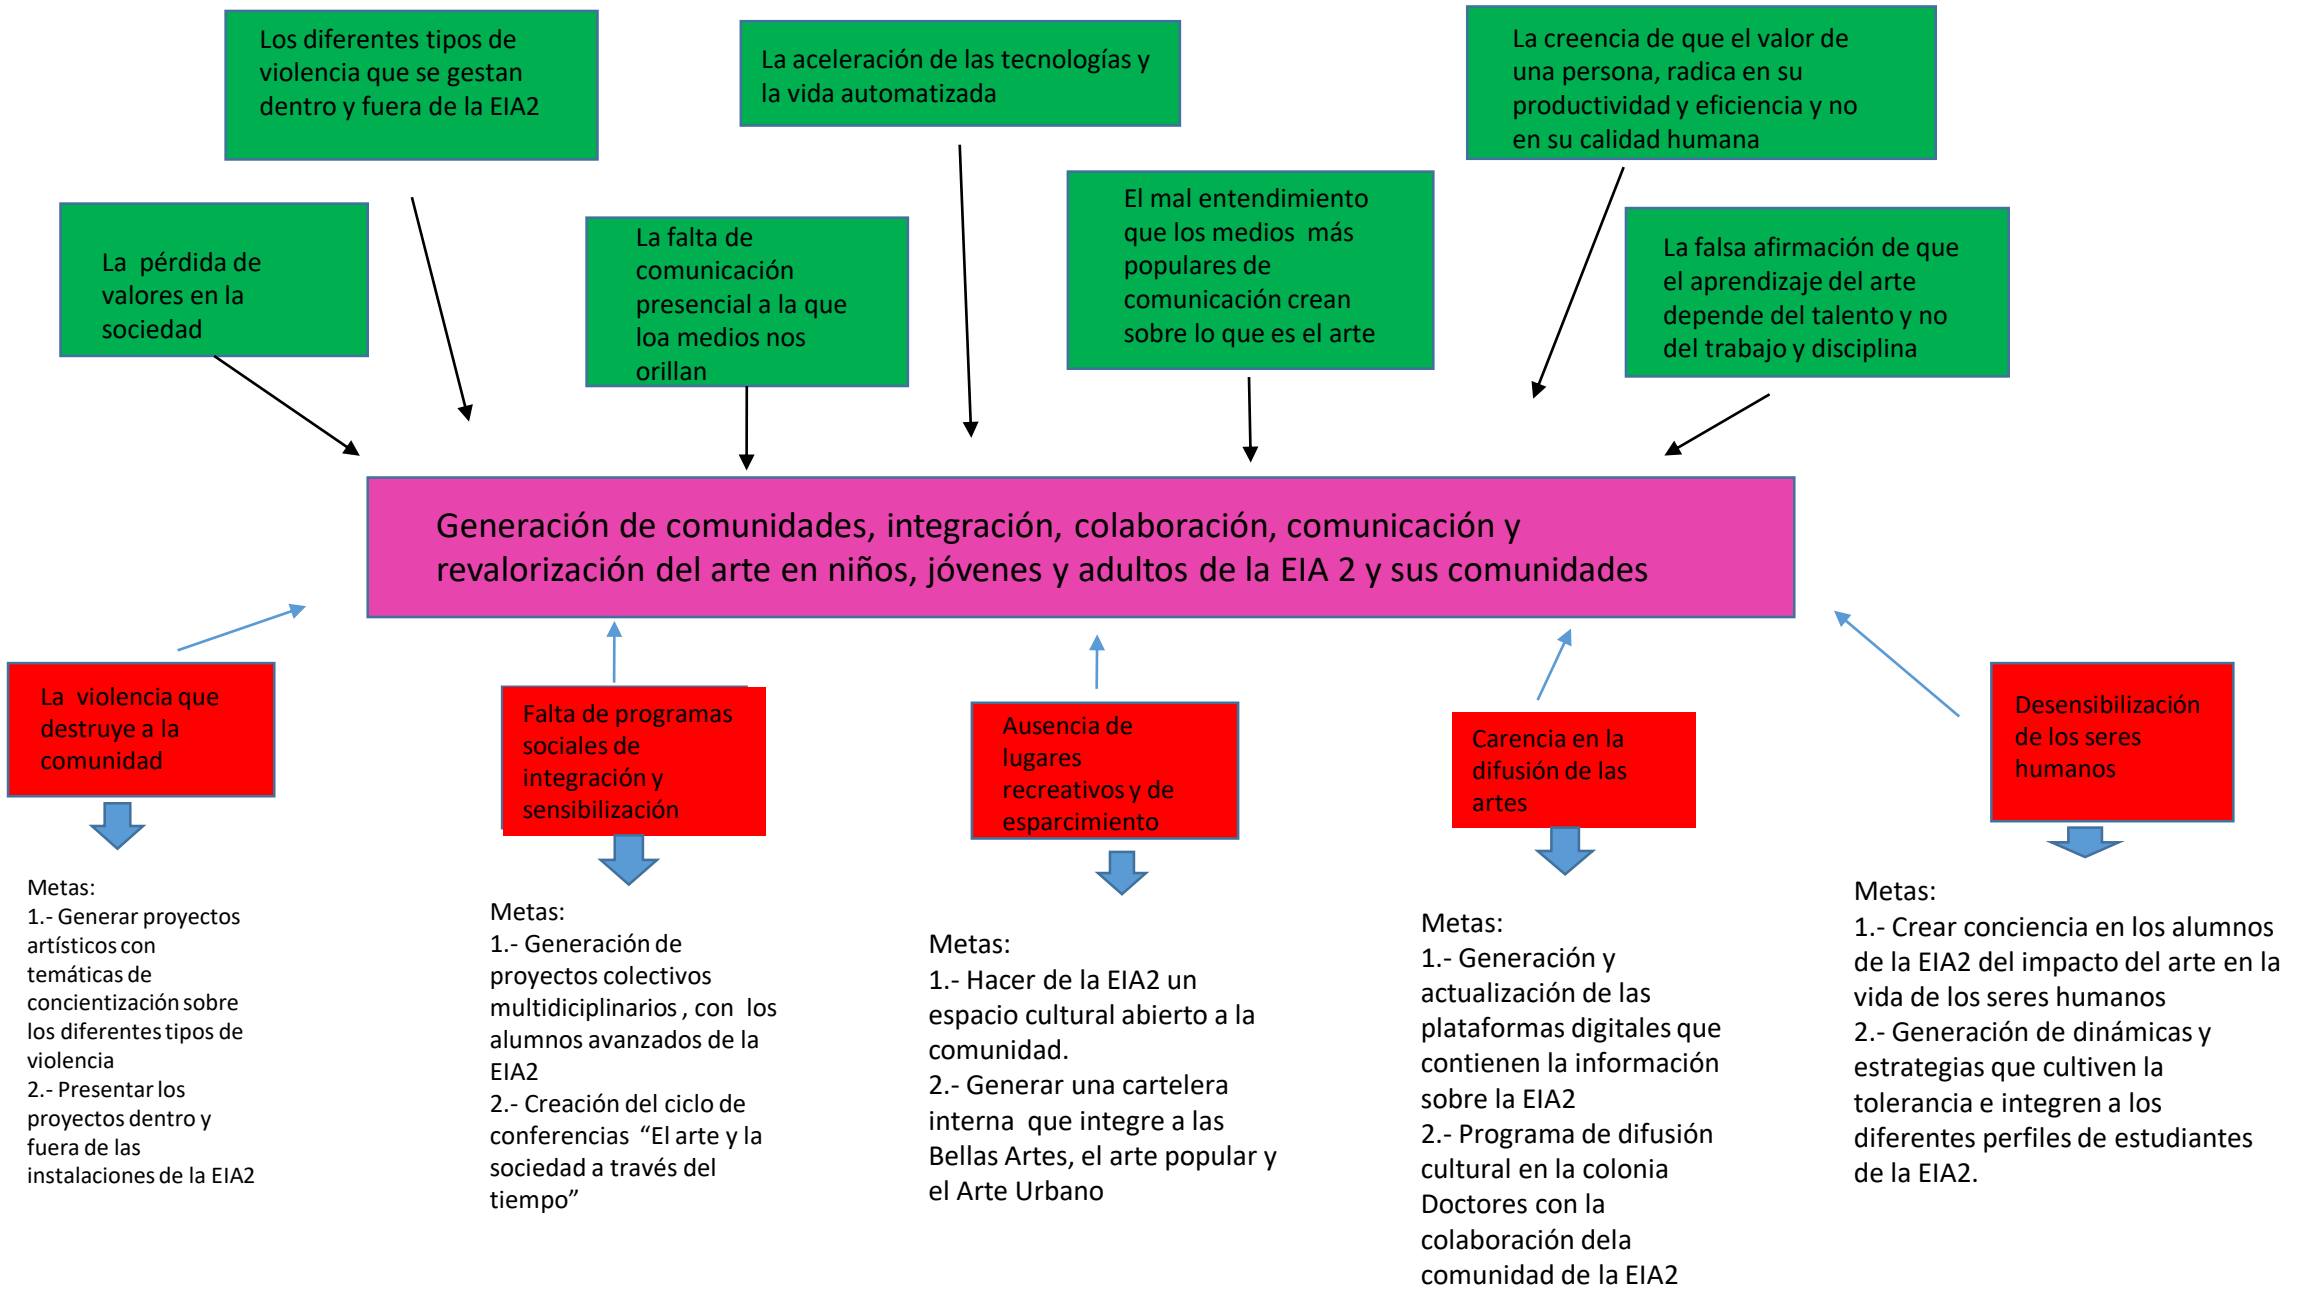 Los diferentes tipos de
violencia que se gestan
dentro y fuera de la EIA2
La aceleración de las tecnologías y
la vida automatizada
La creencia de que el valor de
una persona, radica en su
productividad y eficiencia y no
en su calidad humana
La pérdida de
valores en la
sociedad
La falta de
comunicación
presencial a la que
loa medios nos
orillan
El mal entendimiento
que los medios más
populares de
comunicación crean
sobre lo que es el arte
La falsa afirmación de que
el aprendizaje del arte
depende del talento y no
del trabajo y disciplina
Generación de comunidades, integración, colaboración, comunicación y
revalorización del arte en niños, jóvenes y adultos de la EIA 2 y sus comunidades
La violencia que
destruye a la
comunidad
Falta de programas
sociales de
integración y
sensibilización
Ausencia de
lugares
recreativos y de
esparcimiento
Carencia en la
difusión de las
artes
Desensibilización
de los seres
humanos
Metas:
1.- Generar proyectos
artísticos con
temáticas de
concientización sobre
los diferentes tipos de
violencia
2.- Presentar los
proyectos dentro y
fuera de las
instalaciones de la EIA2
Metas:
1.- Generación de
proyectos colectivos
multidiciplinarios , con los
alumnos avanzados de la
EIA2
2.- Creación del ciclo de
conferencias “El arte y la
sociedad a través del
tiempo”
Metas:
1.- Hacer de la EIA2 un
espacio cultural abierto a la
comunidad.
2.- Generar una cartelera
interna que integre a las
Bellas Artes, el arte popular y
el Arte Urbano
Metas:
1.- Generación y
actualización de las
plataformas digitales que
contienen la información
sobre la EIA2
2.- Programa de difusión
cultural en la colonia
Doctores con la
colaboración dela
comunidad de la EIA2
Metas:
1.- Crear conciencia en los alumnos
de la EIA2 del impacto del arte en la
vida de los seres humanos
2.- Generación de dinámicas y
estrategias que cultiven la
tolerancia e integren a los
diferentes perfiles de estudiantes
de la EIA2.